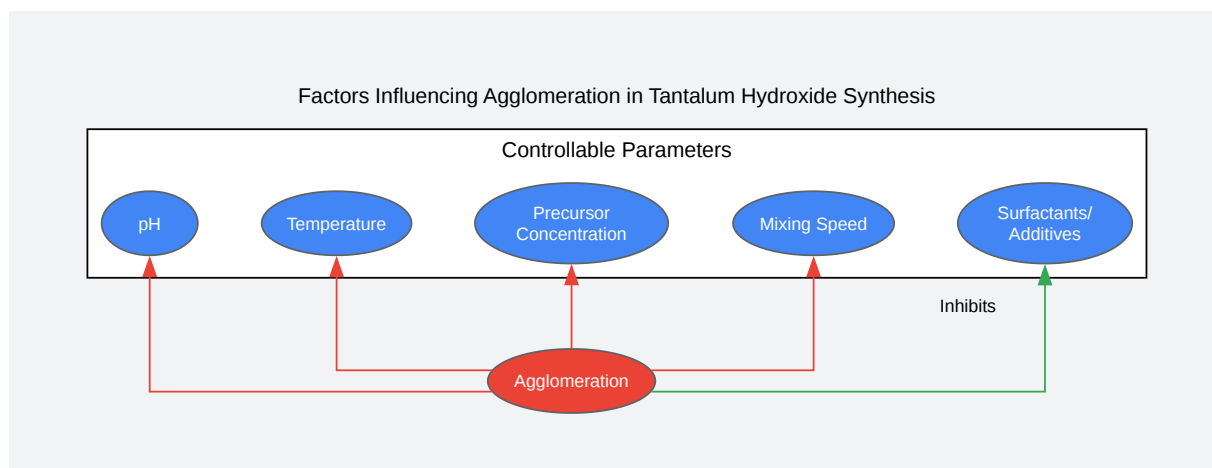 Factors Influencing Agglomeration in Tantalum Hydroxide Synthesis
Controllable Parameters
pH
Temperature
Precursor
Concentration
Mixing Speed
Surfactants/
Additives
Inhibits
Agglomeration